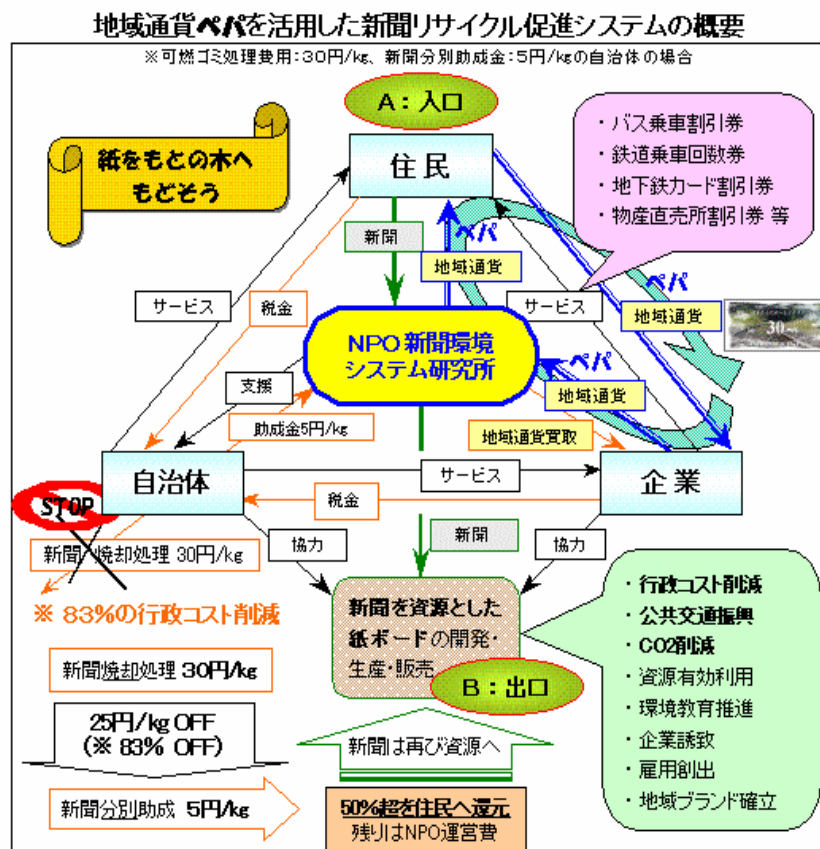 地域通貨ペパを活用した新聞リサイクル促進システムの概要
※可燃ゴミ処理費用:30円/kg、新聞分別助成金:5円/kgの自治体の場合
A:入口
紙をもとの木へ
もどそう
住民
・バス乗車割引券
・鉄道乗車回数券
・地下鉄カード割引券
・物産直売所割引券 等
新聞
ペパ
地域通貨
サービス
税金
サービス
ペパ
地域通貨
30
NPO新聞環境
システム研究所
ペパ
地域通貨
支援
助成金5円/kg
地域通貨買取
自治体
サービス
企業
税金
STOP
新聞 焼却処理 30円/kg
協力
新聞
協力
※ 83%の行政コスト削減
新聞を資源とした
紙ボードの開発・
生産・販売
B:出口
・行政コスト削減
・公共交通振興
・CO2削減
・資源有効利用
・環境教育推進
・企業誘致
・雇用創出
・地域ブランド確立
新聞焼却処理 30円/kg
25円/kg OFF
(※ 83% OFF)
新聞は再び資源へ
新聞分別助成 5円/kg
50%超を住民へ還元
残りはNPO運営費